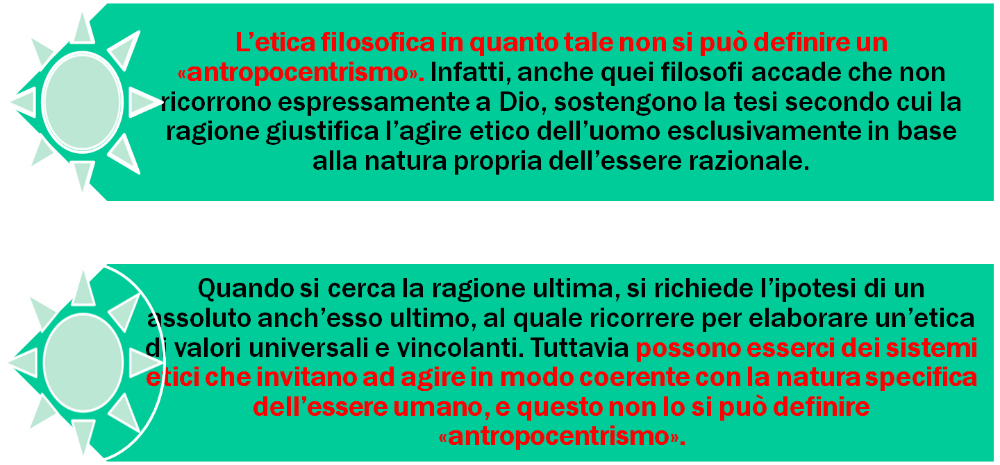 L’etica filosofica in quanto tale non si può definire un
«antropocentrismo». Infatti, anche quei filosofi accade che non
ricorrono espressamente a Dio, sostengono la tesi secondo cui la
ragione giustifica l’agire etico dell’uomo esclusivamente in base
alla natura propria dell’essere razionale.
Quando si cerca la ragione ultima, si richiede l’ipotesi di un
assoluto anch’esso ultimo, al quale ricorrere per elaborare un’etica
di valori universali e vincolanti. Tuttavia possono esserci dei sistemi
etici che invitano ad agire in modo coerente con la natura specifica
dell’essere umano, e questo non lo si può definire
«antropocentrismo».